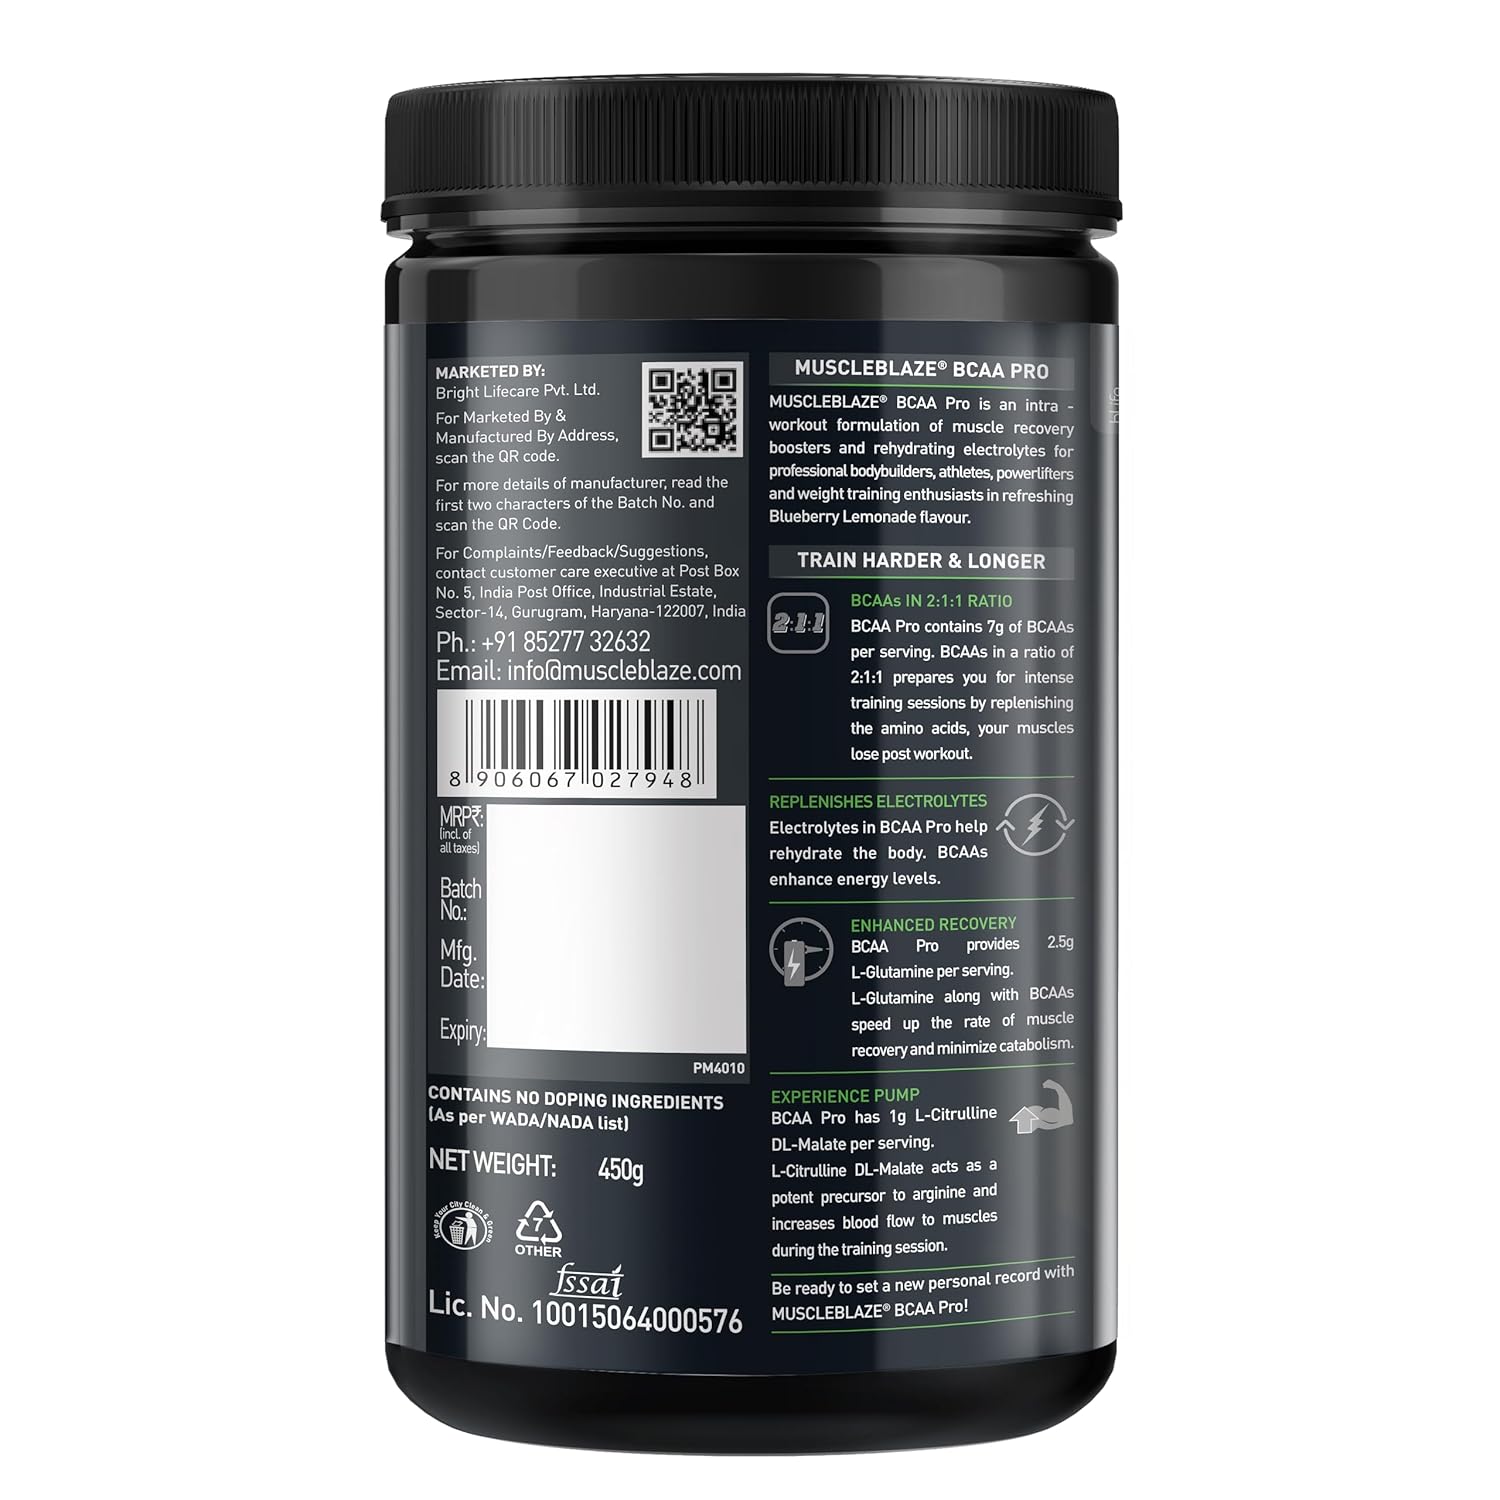 MARKETED BY:
Bright Lifecare Pvt. Ltd.
For Marketed By &
Manufactured By Address,
scan the QR code.
For more details of manufacturer, read the
first two characters of the Batch No. and
scan the QR Code.
For Complaints/Feedback/Suggestions,
contact customer care executive at Post Box
No. 5, India Post Office, Industrial Estate,
Sector-14, Gurugram, Haryana-122007, India
Ph.: +91 85277 32632
Email: info@muscleblaze.com
8 906067 027948
MRP₹:
(incl. of
all taxes)
Batch
No.:
Mfg.
Date:
Expiry:
PM4010
CONTAINS NO DOPING INGREDIENTS
(As per WADA/NADA list)
NET WEIGHT: 450g
Keep Your City Clean & Green
7
OTHER
fssai
Lic. No. 10015064000576
MUSCLEBLAZE® BCAA PRO
MUSCLEBLAZE® BCAA Pro is an intra -
workout formulation of muscle recovery
boosters and rehydrating electrolytes for
professional bodybuilders, athletes, powerlifters
and weight training enthusiasts in refreshing
Blueberry Lemonade flavour.
TRAIN HARDER & LONGER
2:1:1
BCAAs IN 2:1:1 RATIO
BCAA Pro contains 7g of BCAAs
per serving. BCAAs in a ratio of
2:1:1 prepares you for intense
training sessions by replenishing
the amino acids, your muscles
lose post workout.
REPLENISHES ELECTROLYTES
Electrolytes in BCAA Pro help
rehydrate the body. BCAAs
enhance energy levels.
ENHANCED RECOVERY
BCAA Pro provides 2.5g
L-Glutamine per serving.
L-Glutamine along with BCAAs
speed up the rate of muscle
recovery and minimize catabolism.
EXPERIENCE PUMP
BCAA Pro has 1g L-Citrulline
DL-Malate per serving.
L-Citrulline DL-Malate acts as a
potent precursor to arginine and
increases blood flow to muscles
during the training session.
Be ready to set a new personal record with
MUSCLEBLAZE® BCAA Pro!